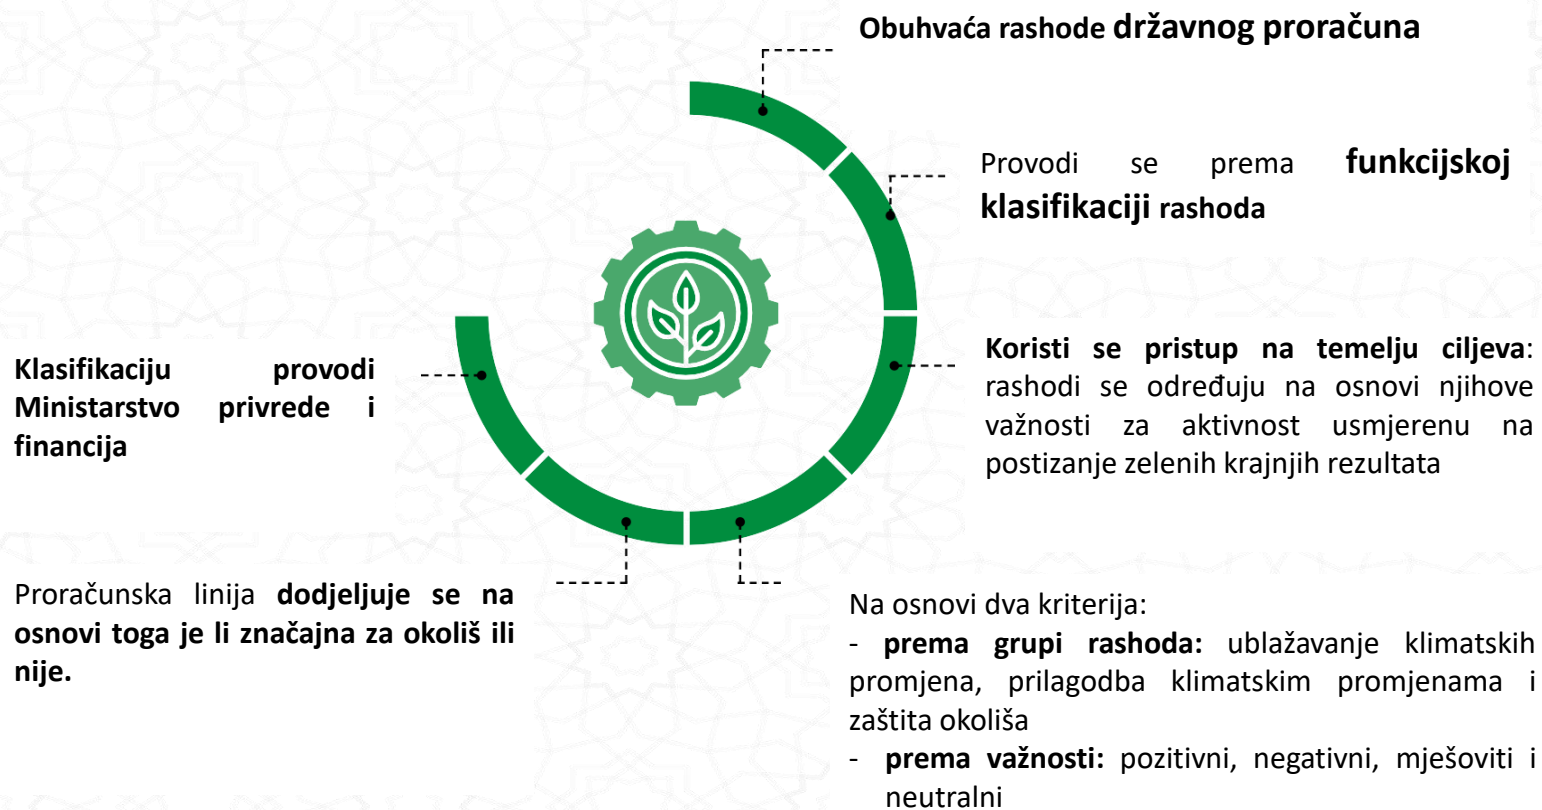 Obuhvaća rashode državnog proračuna
Provodi se prema funkcijskoj
klasifikaciji rashoda
Koristi se pristup na temelju ciljeva:
rashodi se određuju na osnovi njihove
važnosti za aktivnost usmjerenu na
postizanje zelenih krajnjih rezultata
Na osnovi dva kriterija:
- prema grupi rashoda: ublažavanje klimatskih
promjena, prilagodba klimatskim promjenama i
zaštita okoliša
- prema važnosti: pozitivni, negativni, mješoviti i
neutralni
Proračunska linija dodjeljuje se na
osnovi toga je li značajna za okoliš ili
nije.
Klasifikaciju provodi
Ministarstvo privrede i
financija